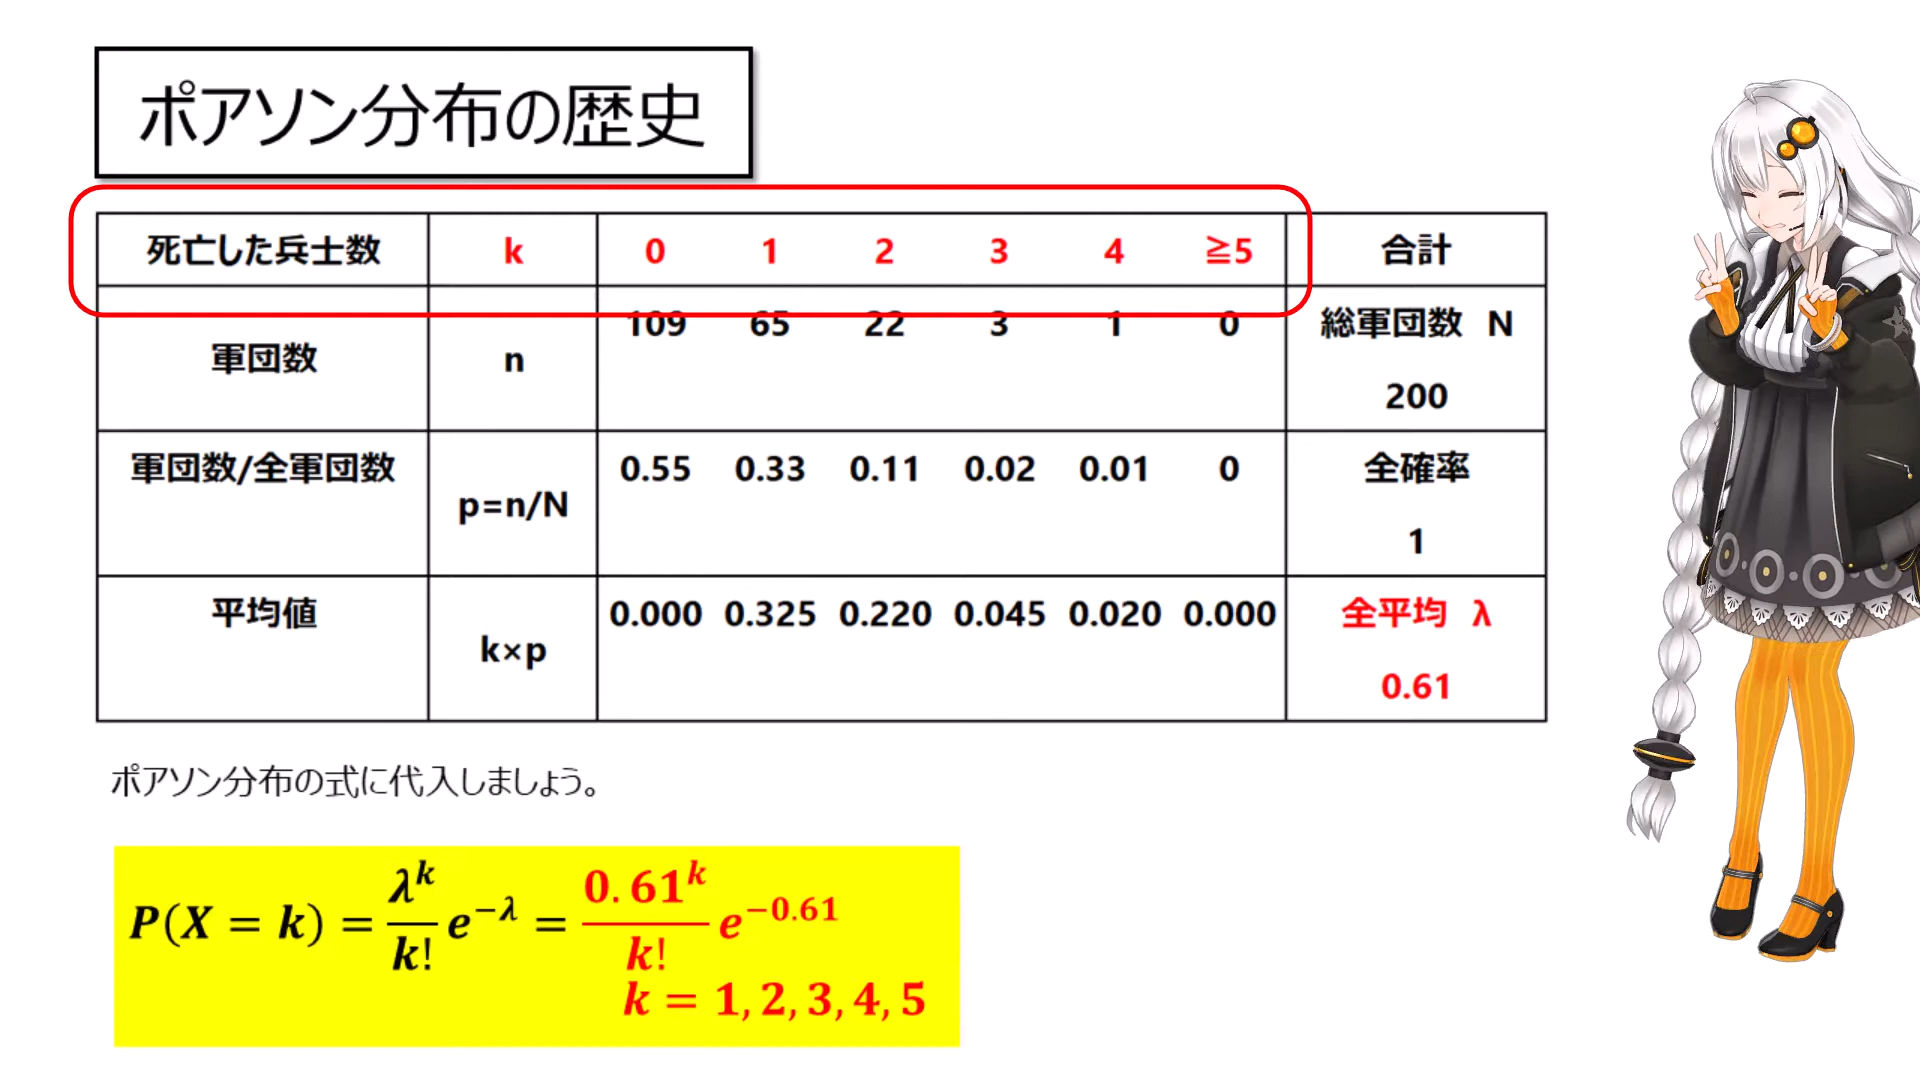 ポアソン分布の歴史
死亡した兵士数 k 0 1 2 3 4 ≧5 合計
軍団数 n 109 65 22 3 1 0 総軍団数 N
200
軍団数/全軍団数 p=n/N 0.55 0.33 0.11 0.02 0.01 0 全確率
1
平均値 k×p 0.000 0.325 0.220 0.045 0.020 0.000 全平均 λ
0.61
ポアソン分布の式に代入しましょう。
P(X = k) = λ^k/k! e^−λ = 0.61^k/k! e^−0.61
k = 1, 2, 3, 4, 5